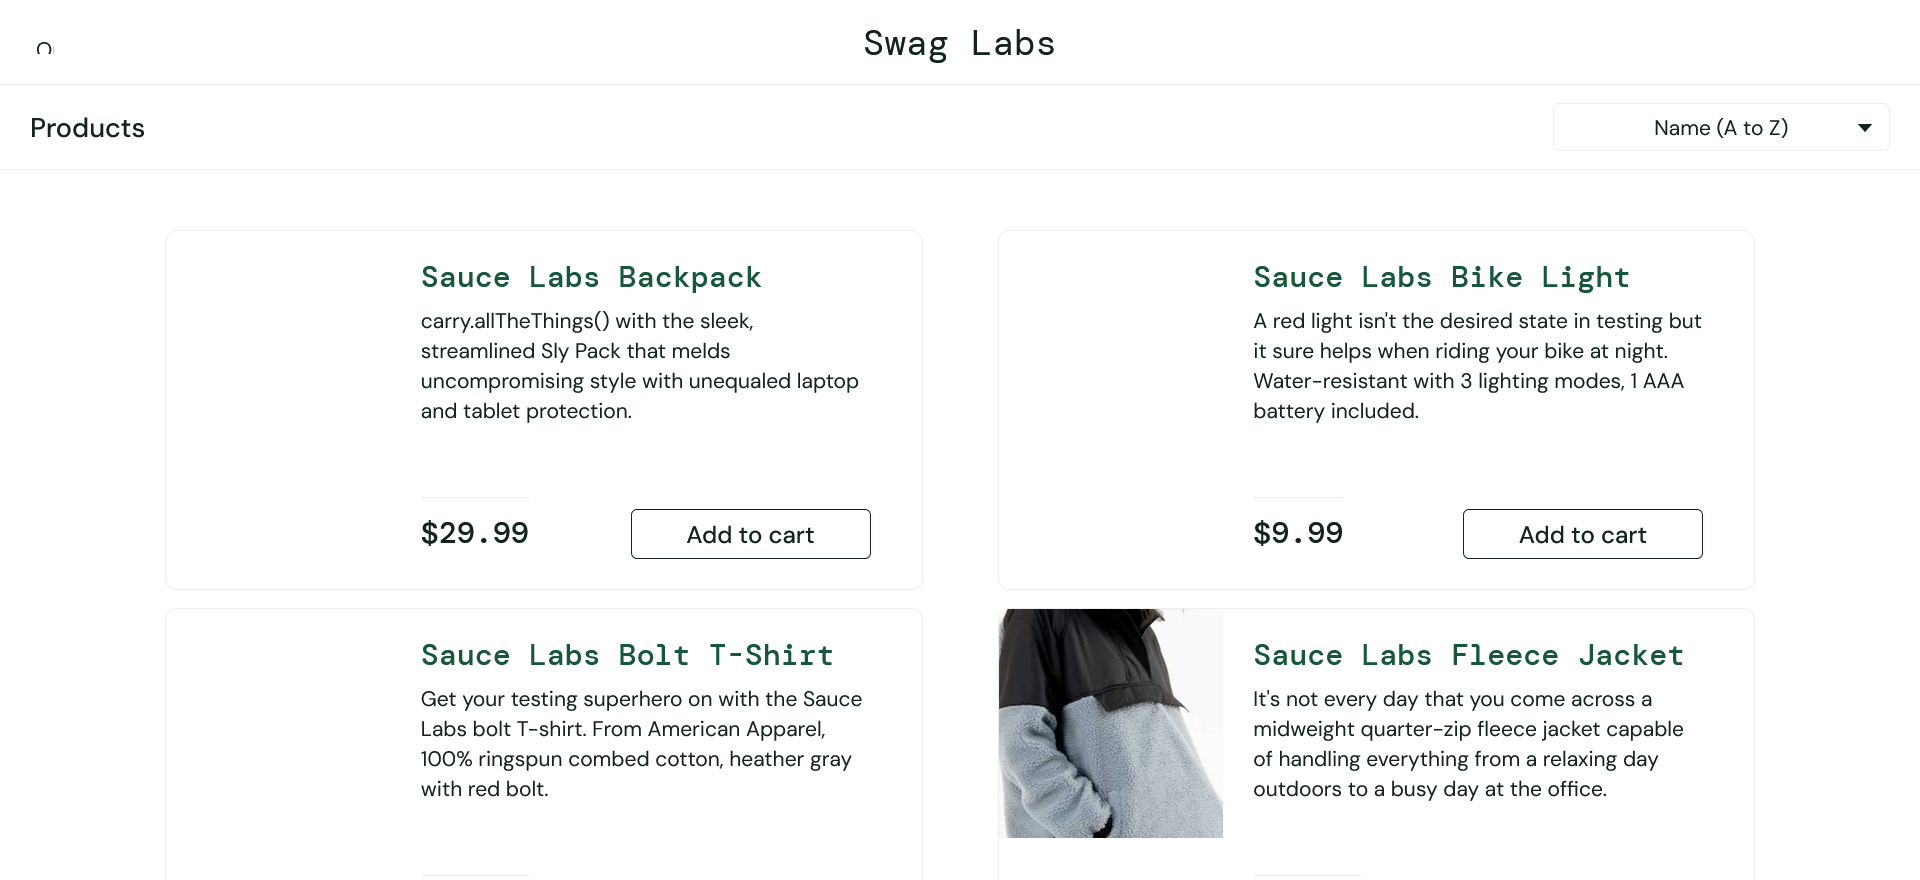 Swag Labs
Products
Name (A to Z)
Sauce Labs Backpack
carry.allTheThings() with the sleek,
streamlined Sly Pack that melds
uncompromising style with unequaled laptop
and tablet protection.
$29.99
Add to cart
Sauce Labs Bike Light
A red light isn't the desired state in testing but
it sure helps when riding your bike at night.
Water-resistant with 3 lighting modes, 1 AAA
battery included.
$9.99
Add to cart
Sauce Labs Bolt T-Shirt
Get your testing superhero on with the Sauce
Labs bolt T-shirt. From American Apparel,
100% ringspun combed cotton, heather gray
with red bolt.
Sauce Labs Fleece Jacket
It's not every day that you come across a
midweight quarter-zip fleece jacket capable
of handling everything from a relaxing day
outdoors to a busy day at the office.